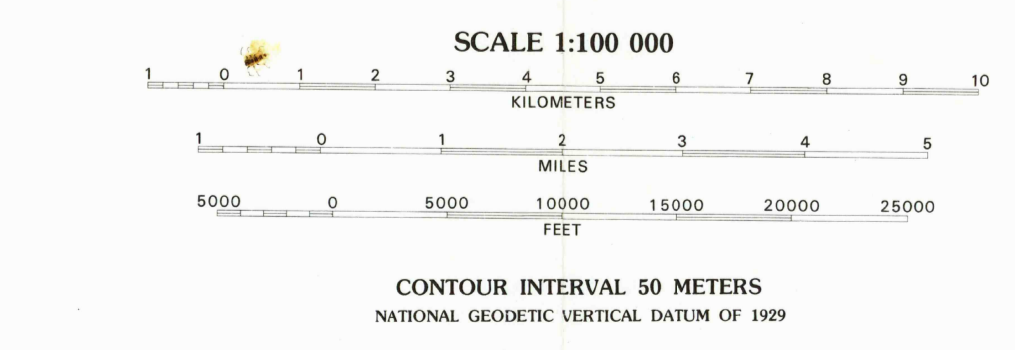 SCALE 1:100 000
1 0 1 2 3 4 5 6 7 8 9 10
KILOMETERS
1 0 1 2 3 4 5
MILES
5000 0 5000 10000 15000 20000 25000
FEET
CONTOUR INTERVAL 50 METERS
NATIONAL GEODETIC VERTICAL DATUM OF 1929